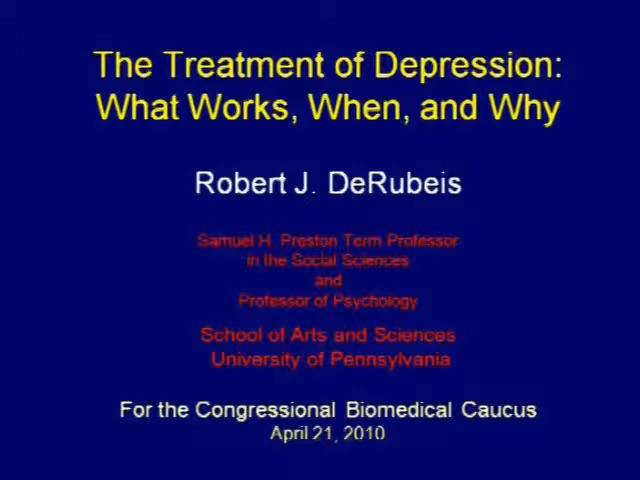 The Treatment of Depression:
What Works, When, and Why
Robert J. DeRubeis
Samuel H. Preston Term Professor
in the Social Sciences
and
Professor of Psychology
School of Arts and Sciences
University of Pennsylvania
For the Congressional Biomedical Caucus
April 21, 2010